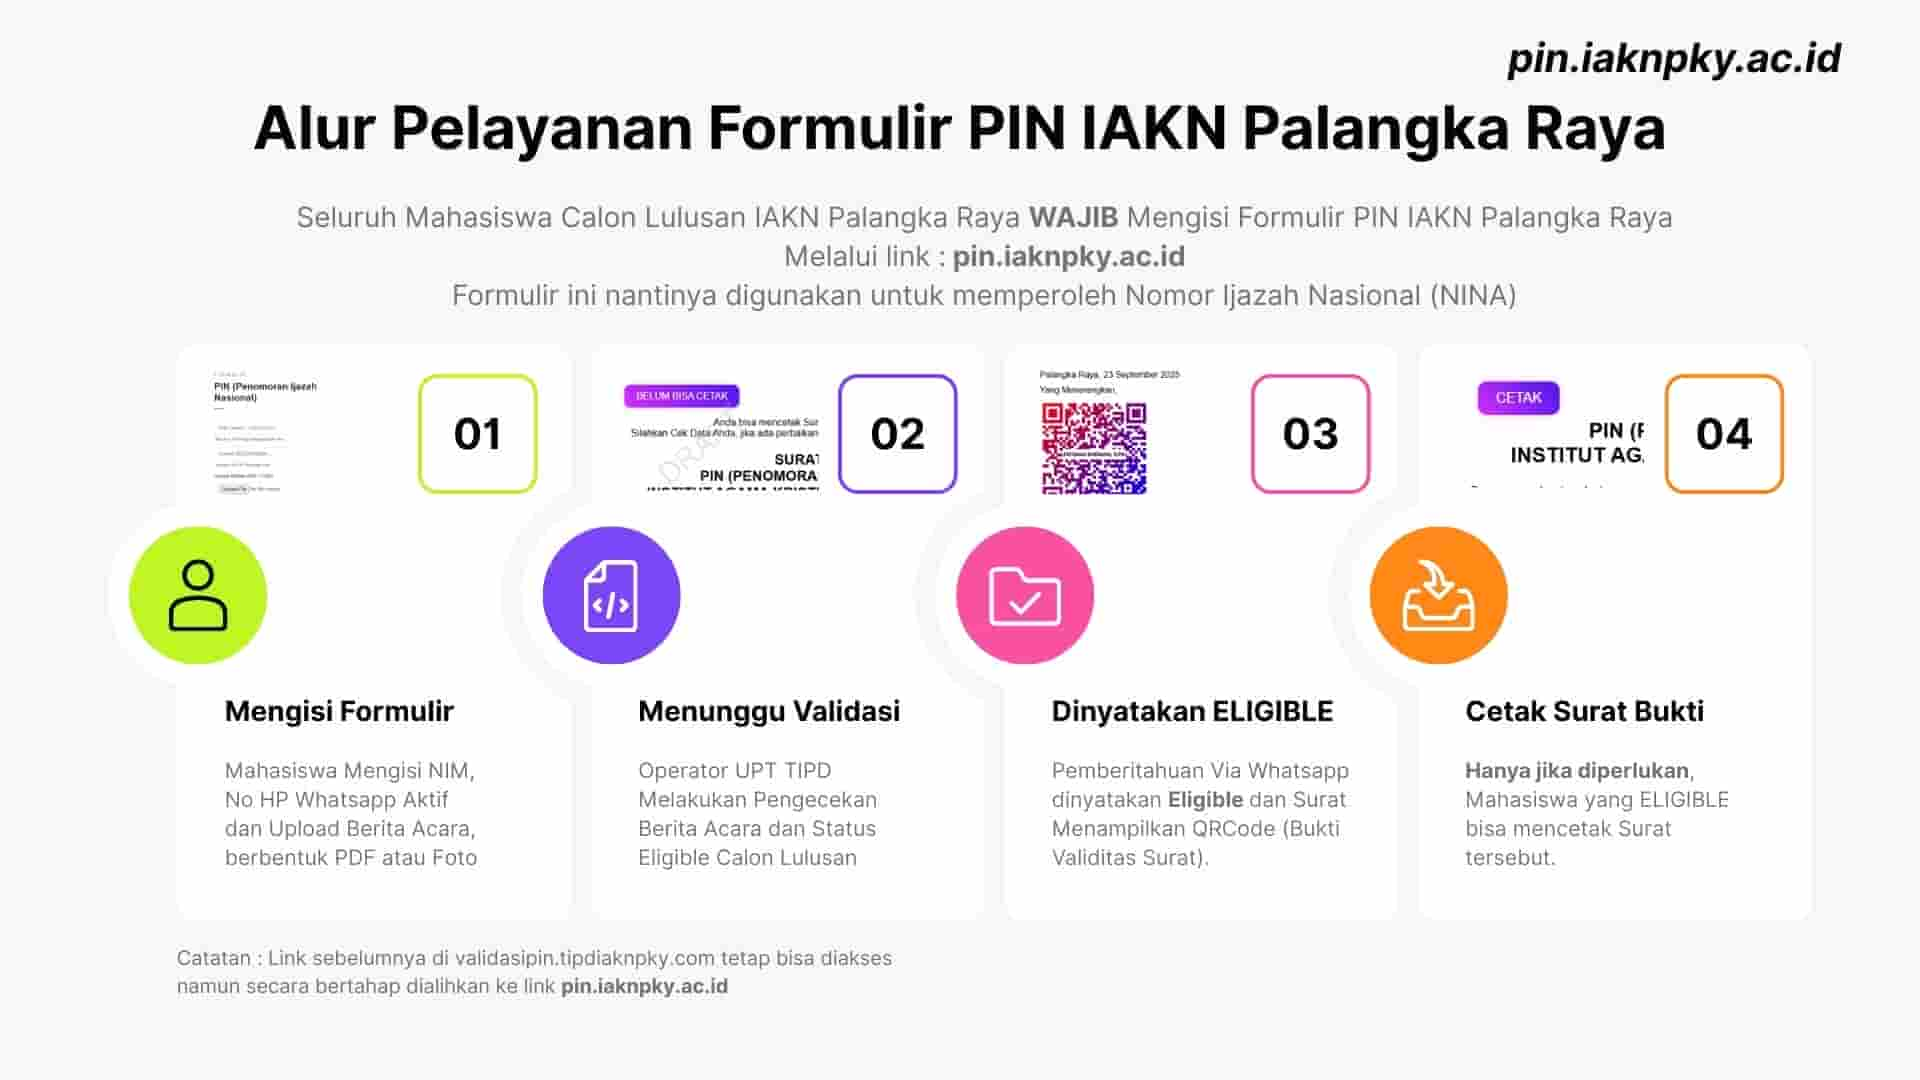 pin.iaknpky.ac.id
Alur Pelayanan Formulir PIN IAKN Palangka Raya
Seluruh Mahasiswa Calon Lulusan IAKN Palangka Raya WAJIB Mengisi Formulir PIN IAKN Palangka Raya
Melalui link : pin.iaknpky.ac.id
Formulir ini nantinya digunakan untuk memperoleh Nomor Ijazah Nasional (NINA)
PIN (Penomoran Ijazah
Nasional)
01
Mengisi Formulir
Mahasiswa Mengisi NIM,
No HP Whatsapp Aktif
dan Upload Berita Acara,
berbentuk PDF atau Foto
BELUM BISA CETAK
Anda bisa mencetak Sur
Silahkan Cek Data Anda, jika ada perbaikan
DRA
SURAT
PIN (PENOMORA
02
Menunggu Validasi
Operator UPT TIPD
Melakukan Pengecekan
Berita Acara dan Status
Eligible Calon Lulusan
Palangka Raya, 23 September 2025
Yang Menerangkan,
03
Dinyatakan ELIGIBLE
Pemberitahuan Via Whatsapp
dinyatakan Eligible dan Surat
Menampilkan QRCode (Bukti
Validitas Surat).
CETAK
PIN (P
INSTITUT AG
04
Cetak Surat Bukti
Hanya jika diperlukan,
Mahasiswa yang ELIGIBLE
bisa mencetak Surat
tersebut.
Catatan : Link sebelumnya di validasipin.tipdiaknpky.com tetap bisa diakses
namun secara bertahap dialihkan ke link pin.iaknpky.ac.id